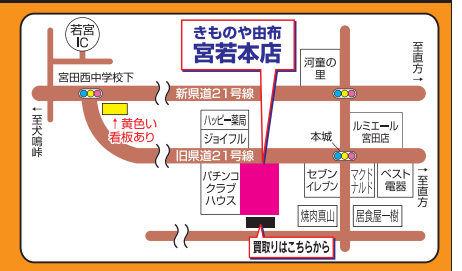 若宮
IC
きものや由布
宮若本店
河童の
里
至直方→
宮田西中学校下
新県道21号線
←至犬鳴峠
↑黄色い
看板あり
ハッピー薬局
ジョイフル
本城
ルミエール
宮田店
旧県道21号線
パチンコ
クラブ
ハウス
セブン
イレブン
マクド
ナルド
ベスト
電器
→至直方
焼肉真山
居食屋一樹
買取りはこちらから